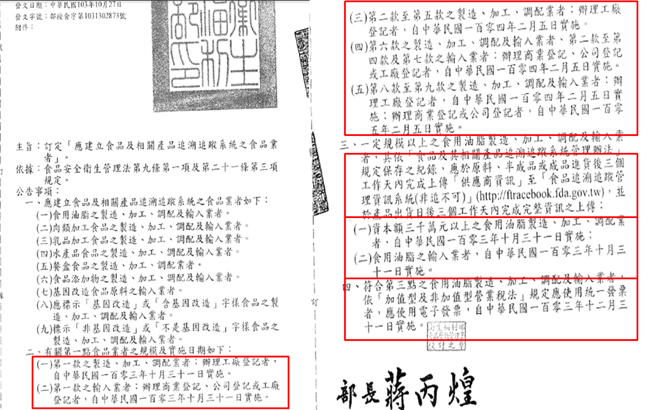 發文日期：中華民國103年10月27日
發文字號：部授食字第1031302873號
附件：
主旨：訂定「應建立食品及相關產品追溯追蹤系統之食品業
者」。
依據：食品安全衛生管理法第九條第一項及第二十一條第三項
規定。
公告事項：
一、應建立食品及相關產品追溯追蹤系統之食品業者如下：
(一)食用油脂之製造、加工、調配及輸入業者。
(二)肉類加工食品之製造、加工、調配及輸入業者。
(三)乳品加工食品之製造、加工、調配及輸入業者。
(四)水產品食品之製造、加工、調配及輸入業者。
(五)餐盒食品之製造、加工、調配業者。
(六)食品添加物之製造、加工、調配及輸入業者。
(七)基因改造食品原料之輸入業者。
(八)應標示「基因改造」或「含基因改造」字樣食品之製
造、加工、調配及輸入業者。
(九)標示「非基因改造」或「不是基因改造」字樣食品之
製造、加工、調配及輸入業者。
二、有關第一點食品業者之規模及實施日期如下：
(一)第一款之製造、加工、調配業者：辦理工廠登記者，
自中華民國一百零三年十月三十一日實施。
(二)第一款之輸入業者：辦理商業登記、公司登記或工廠
登記者，自中華民國一百零三年十月三十一日實施。
(三)第二款至第五款之製造、加工、調配業者：辦理工廠
登記者，自中華民國一百零四年二月五日實施。
(四)第六款之製造、加工、調配及輸入業者、第二款至第
四款及第七款之輸入業者：辦理商業登記、公司登記
或工廠登記者，自中華民國一百零四年二月五日實施。
(五)第八款至第九款之製造、加工、調配及輸入業者：辦
理工廠登記者，自中華民國一百零四年二月五日實
施；辦理商業登記或公司登記者，自中華民國一百零
五年二月五日實施。
三、一定規模以上之食用油脂製造、加工、調配及輸入業
者，其依「食品及其相關產品追溯追蹤系統管理辦法」
規定保存之紀錄，應於原料、半成品或成品進貨後三個
工作天內完成上傳「供應商資訊」至「食品追溯追蹤管
理資訊系統(非追不可)」(http://ftracebook.fda.gov.tw)，並
於產品出貨日後三個工作天內完成完整資訊之上傳：
(一)資本額三千萬元以上之食用油脂製造、加工、調配業
者，自中華民國一百零三年十月三十一日實施；
(二)食用油脂輸入業者，自中華民國一百零三年十月三
十一日實施。
四、符合第三點之食用油脂製造、加工、調配及輸入業者，
依「加值型及非加值型營業稅法」規定應使用統一發票
者，應使用電子發票，自中華民國一百零三年十二月三
十一日實施。
部長 蔣丙煌